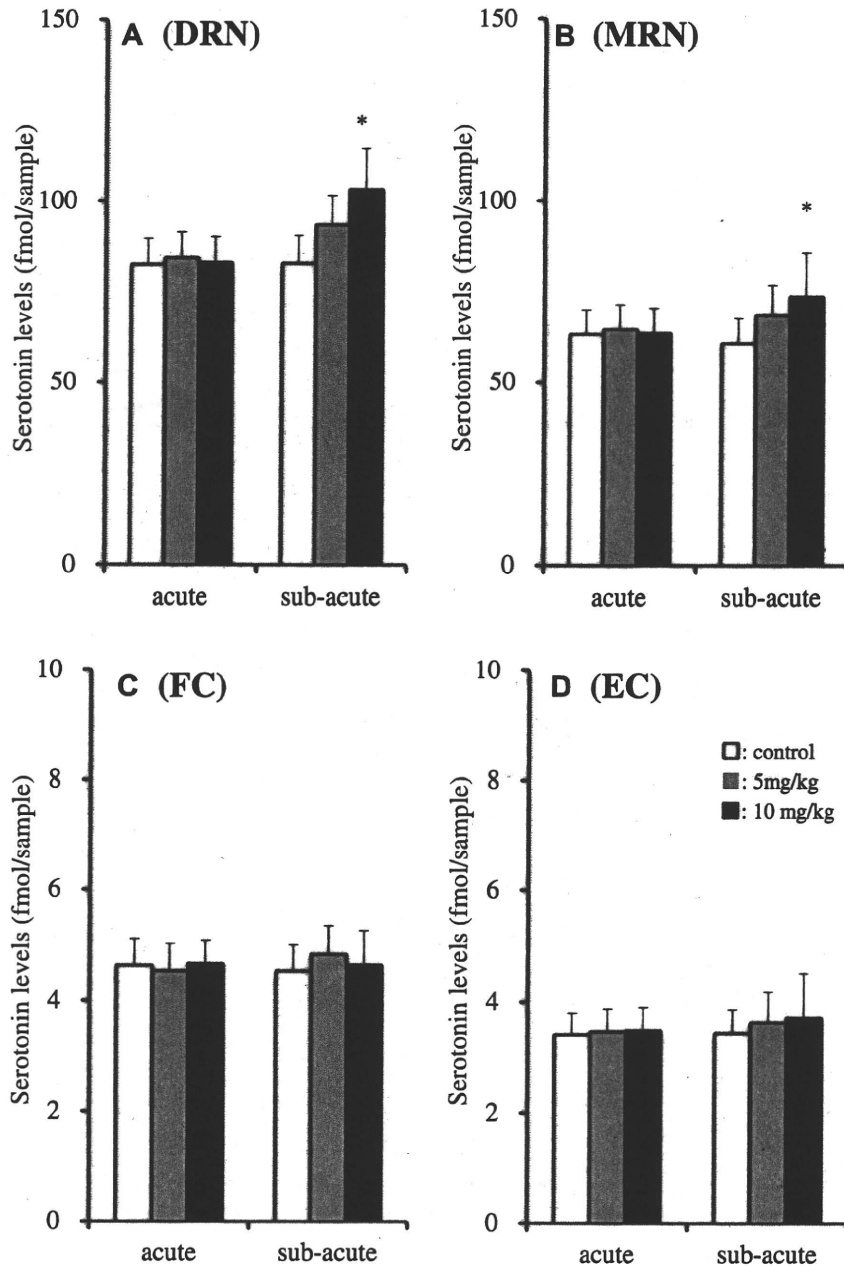 A (DRN)
Serotonin levels (fmol/sample)
150
100
50
0
*
acute
sub-acute
B (MRN)
Serotonin levels (fmol/sample)
150
100
50
0
*
acute
sub-acute
C (FC)
Serotonin levels (fmol/sample)
10
8
6
4
2
0
acute
sub-acute
D (EC)
Serotonin levels (fmol/sample)
10
8
6
4
2
0
: control
: 5mg/kg
: 10 mg/kg
acute
sub-acute